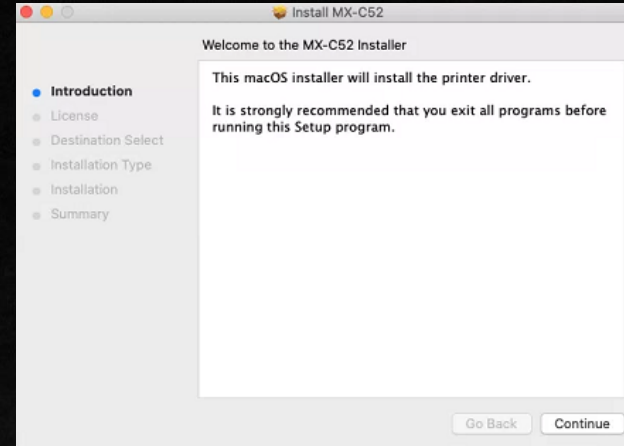 Install MX-C52
Welcome to the MX-C52 Installer
Introduction
License
Destination Select
Installation Type
Installation
Summary
This macOS installer will install the printer driver.
It is strongly recommended that you exit all programs before
running this Setup program.
Go Back
Continue